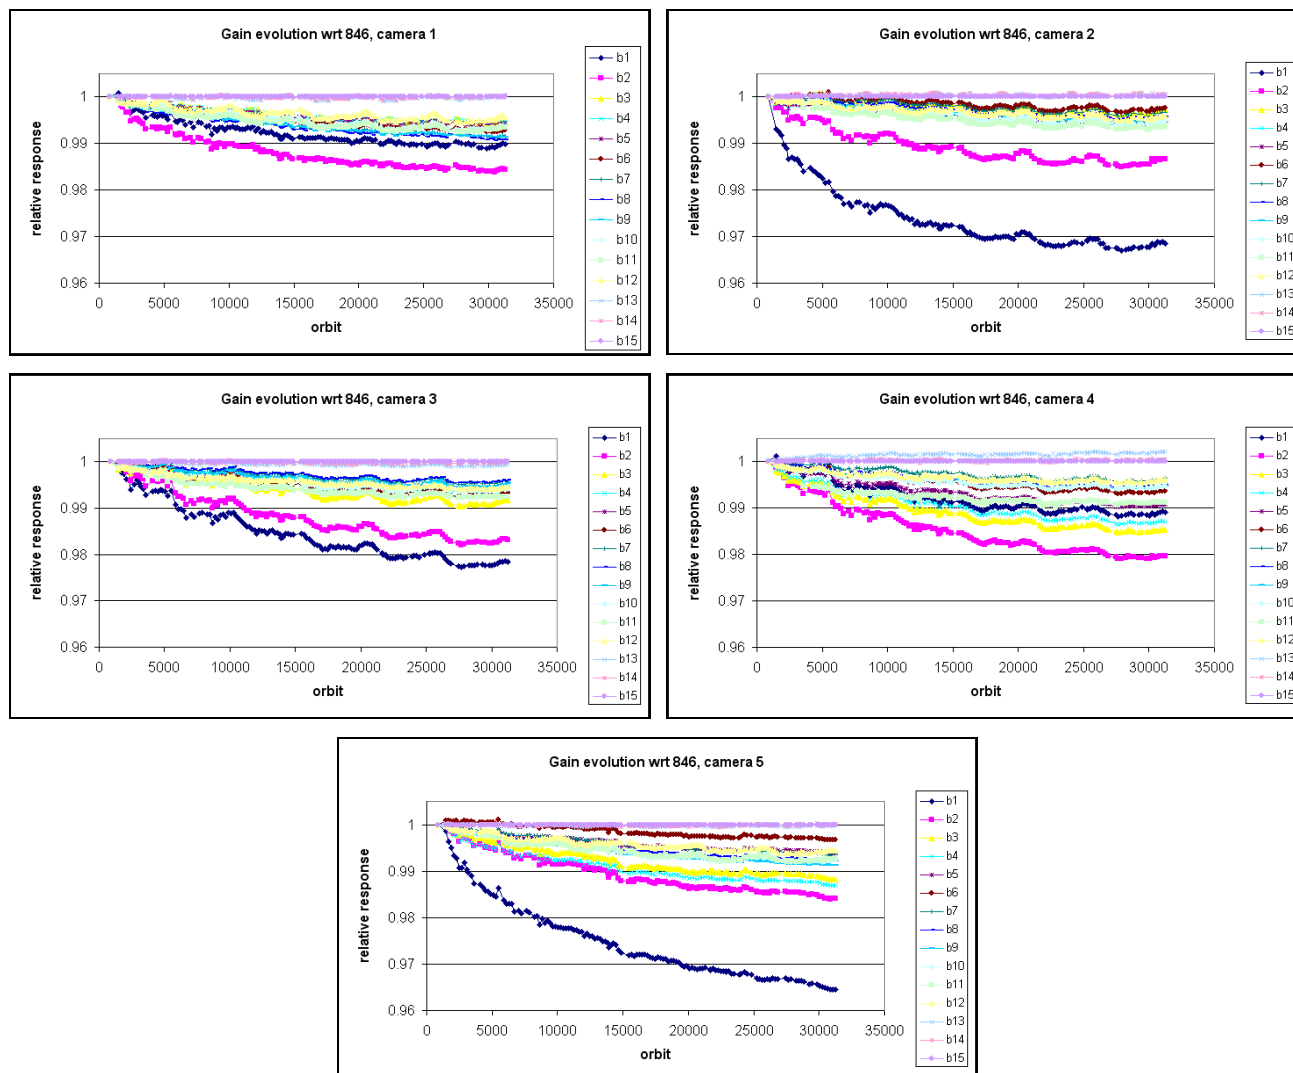 Gain evolution wrt 846, camera 1
relative response
1
0.99
0.98
0.97
0.96
0 5000 10000 15000 20000 25000 30000 35000
orbit
b1
b2
b3
b4
b5
b6
b7
b8
b9
b10
b11
b12
b13
b14
b15
Gain evolution wrt 846, camera 2
relative response
1
0.99
0.98
0.97
0.96
0 5000 10000 15000 20000 25000 30000 35000
orbit
b1
b2
b3
b4
b5
b6
b7
b8
b9
b10
b11
b12
b13
b14
b15
Gain evolution wrt 846, camera 3
relative response
1
0.99
0.98
0.97
0.96
0 5000 10000 15000 20000 25000 30000 35000
orbit
b1
b2
b3
b4
b5
b6
b7
b8
b9
b10
b11
b12
b13
b14
b15
Gain evolution wrt 846, camera 4
relative response
1
0.99
0.98
0.97
0.96
0 5000 10000 15000 20000 25000 30000 35000
orbit
b1
b2
b3
b4
b5
b6
b7
b8
b9
b10
b11
b12
b13
b14
b15
Gain evolution wrt 846, camera 5
relative response
1
0.99
0.98
0.97
0.96
0 5000 10000 15000 20000 25000 30000 35000
orbit
b1
b2
b3
b4
b5
b6
b7
b8
b9
b10
b11
b12
b13
b14
b15